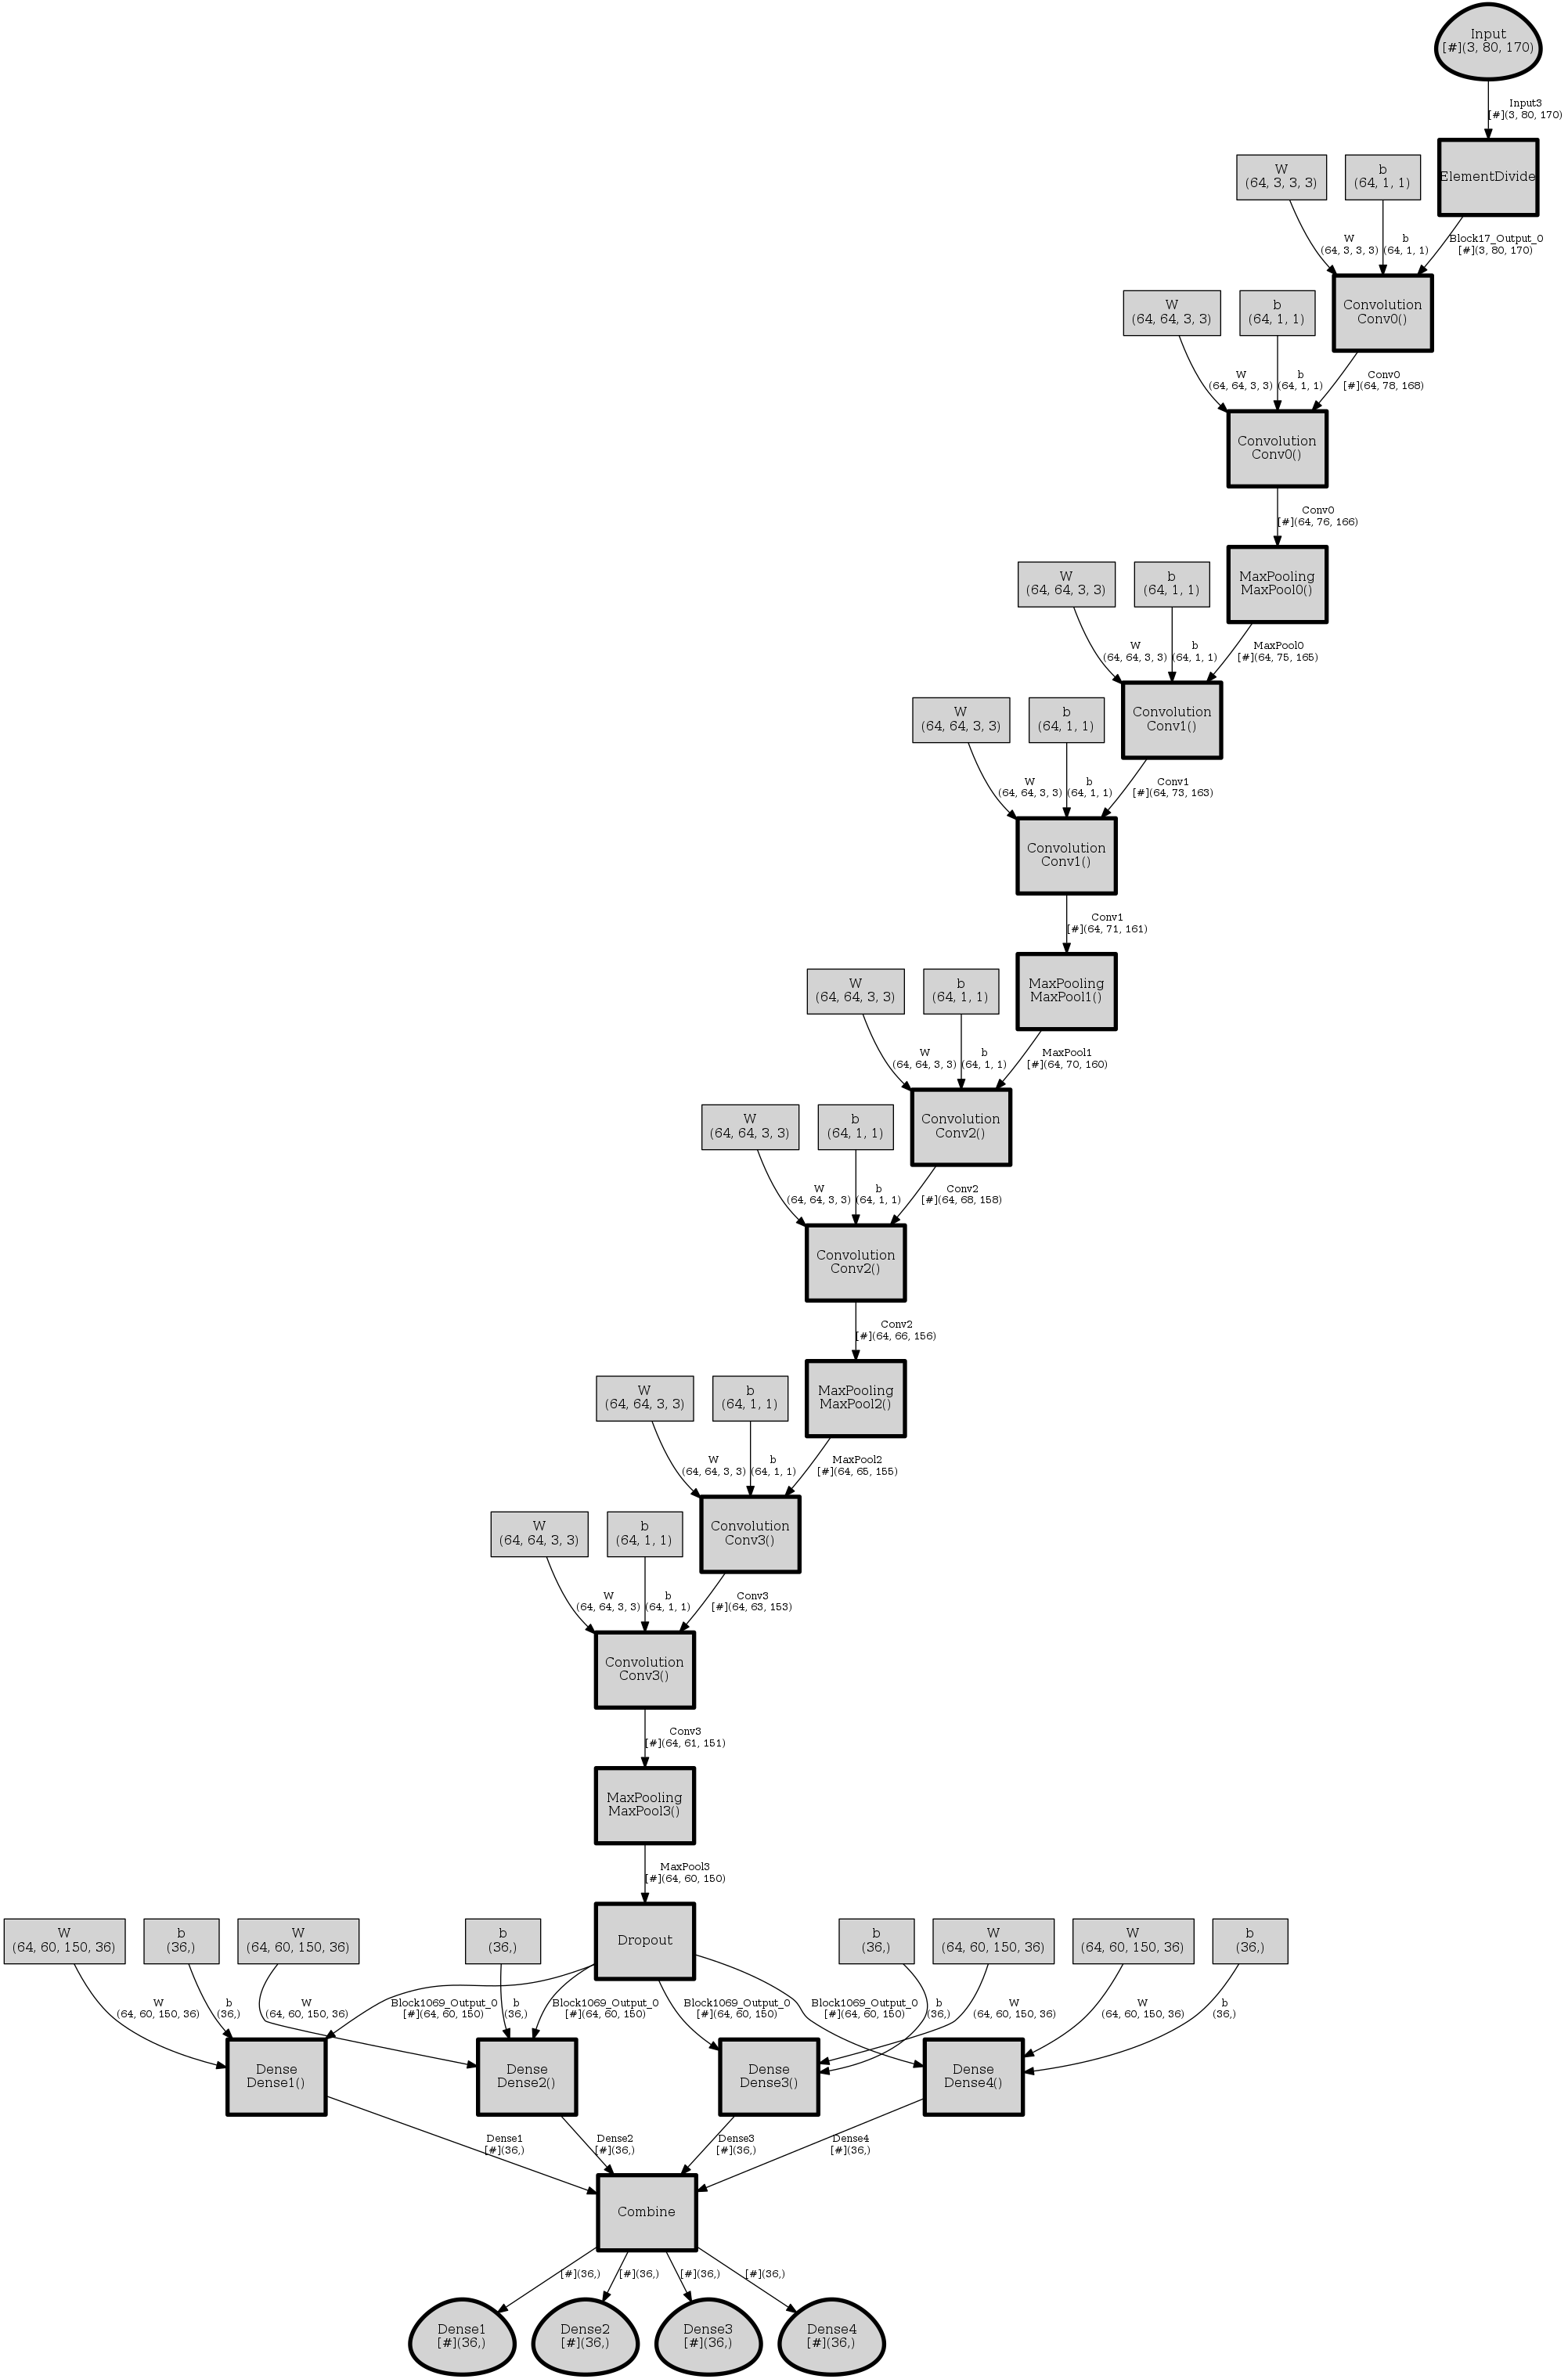 Input
[#](3, 80, 170)
Input3
[#](3, 80, 170)
W
(64, 3, 3, 3)
b
(64, 1, 1)
ElementDivide
W
(64, 3, 3, 3)
b
(64, 1, 1)
Block17_Output_0
[#](3, 80, 170)
W
(64, 64, 3, 3)
b
(64, 1, 1)
Convolution
Conv0()
W
(64, 64, 3, 3)
b
(64, 1, 1)
Conv0
[#](64, 78, 168)
Convolution
Conv0()
Conv0
[#](64, 76, 166)
W
(64, 64, 3, 3)
b
(64, 1, 1)
MaxPooling
MaxPool0()
W
(64, 64, 3, 3)
b
(64, 1, 1)
MaxPool0
[#](64, 75, 165)
W
(64, 64, 3, 3)
b
(64, 1, 1)
Convolution
Conv1()
W
(64, 64, 3, 3)
b
(64, 1, 1)
Conv1
[#](64, 73, 163)
Convolution
Conv1()
Conv1
[#](64, 71, 161)
W
(64, 64, 3, 3)
b
(64, 1, 1)
MaxPooling
MaxPool1()
W
(64, 64, 3, 3)
b
(64, 1, 1)
MaxPool1
[#](64, 70, 160)
W
(64, 64, 3, 3)
b
(64, 1, 1)
Convolution
Conv2()
W
(64, 64, 3, 3)
b
(64, 1, 1)
Conv2
[#](64, 68, 158)
Convolution
Conv2()
Conv2
[#](64, 66, 156)
W
(64, 64, 3, 3)
b
(64, 1, 1)
MaxPooling
MaxPool2()
W
(64, 64, 3, 3)
b
(64, 1, 1)
MaxPool2
[#](64, 65, 155)
W
(64, 64, 3, 3)
b
(64, 1, 1)
Convolution
Conv3()
W
(64, 64, 3, 3)
b
(64, 1, 1)
Conv3
[#](64, 63, 153)
Convolution
Conv3()
Conv3
[#](64, 61, 151)
MaxPooling
MaxPool3()
MaxPool3
[#](64, 60, 150)
W
(64, 60, 150, 36)
b
(36,)
W
(64, 60, 150, 36)
b
(36,)
Dropout
b
(36,)
W
(64, 60, 150, 36)
W
(64, 60, 150, 36)
b
(36,)
W
(64, 60, 150, 36)
b
(36,)
W
(64, 60, 150, 36)
Block1069_Output_0
[#](64, 60, 150)
b
(36,)
Block1069_Output_0
[#](64, 60, 150)
Block1069_Output_0
[#](64, 60, 150)
Block1069_Output_0
[#](64, 60, 150)
b
(36,)
W
(64, 60, 150, 36)
W
(64, 60, 150, 36)
b
(36,)
Dense
Dense1()
Dense
Dense2()
Dense
Dense3()
Dense
Dense4()
Dense1
[#](36,)
Dense2
[#](36,)
Dense3
[#](36,)
Dense4
[#](36,)
Combine
[#](36,)
[#](36,)
[#](36,)
[#](36,)
Dense1
[#](36,)
Dense2
[#](36,)
Dense3
[#](36,)
Dense4
[#](36,)